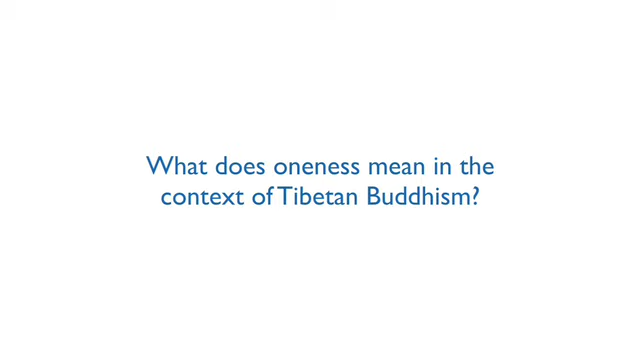 What does oneness mean in the
context of Tibetan Buddhism?